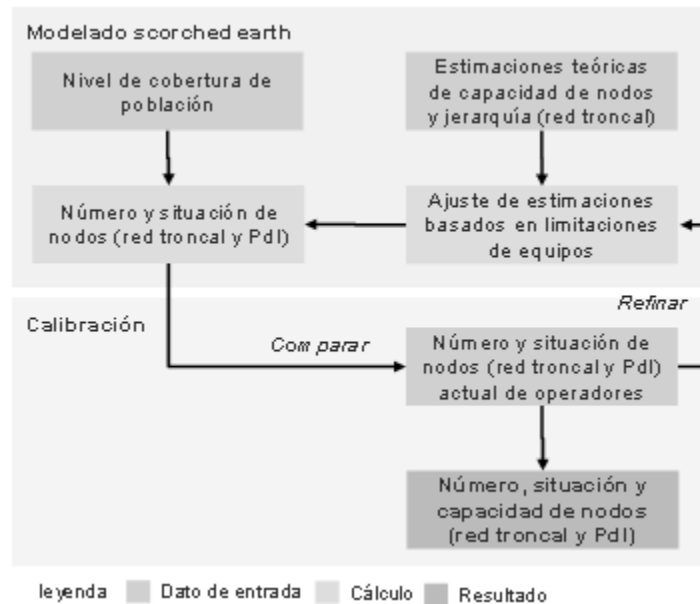 Modelado scorched earth
Nivel de cobertura de
población
Estimaciones teóricas
de capacidad de nodos
y jerarquía (red troncal)
Número y situación de
nodos (red troncal y PdI)
Ajuste de estimaciones
basados en limitaciones
de equipos
Refinar
Calibración
Comparar
Número y situación de
nodos (red troncal y PdI)
actual de operadores
Número, situación y
capacidad de nodos
(red troncal y PdI)
leyenda Dato de entrada Cálculo Resultado